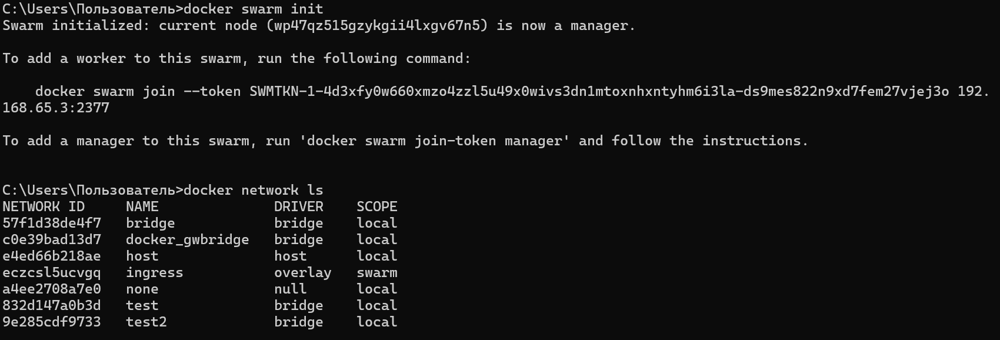 C:\Users\Пользователь>docker swarm init
Swarm initialized: current node (wp47qz515gzykgii4lxgv67n5) is now a manager.
To add a worker to this swarm, run the following command:
docker swarm join --token SWMTKN-1-4d3xfy0w660xmzo4zzl5u49x0wivs3dn1mtoxnhxntyhm6i3la-ds9mes822n9xd7fem27vjej3o 192.
168.65.3:2377
To add a manager to this swarm, run 'docker swarm join-token manager' and follow the instructions.
C:\Users\Пользователь>docker network ls
NETWORK ID     NAME              DRIVER    SCOPE
57f1d38de4f7   bridge            bridge    local
c0e39bad13d7   docker_gwbridge   bridge    local
e4ed66b218ae   host              host      local
eczcsl5ucvgq   ingress           overlay   swarm
a4ee2708a7e0   none              null      local
832d147a0b3d   test              bridge    local
9e285cdf9733   test2             bridge    local